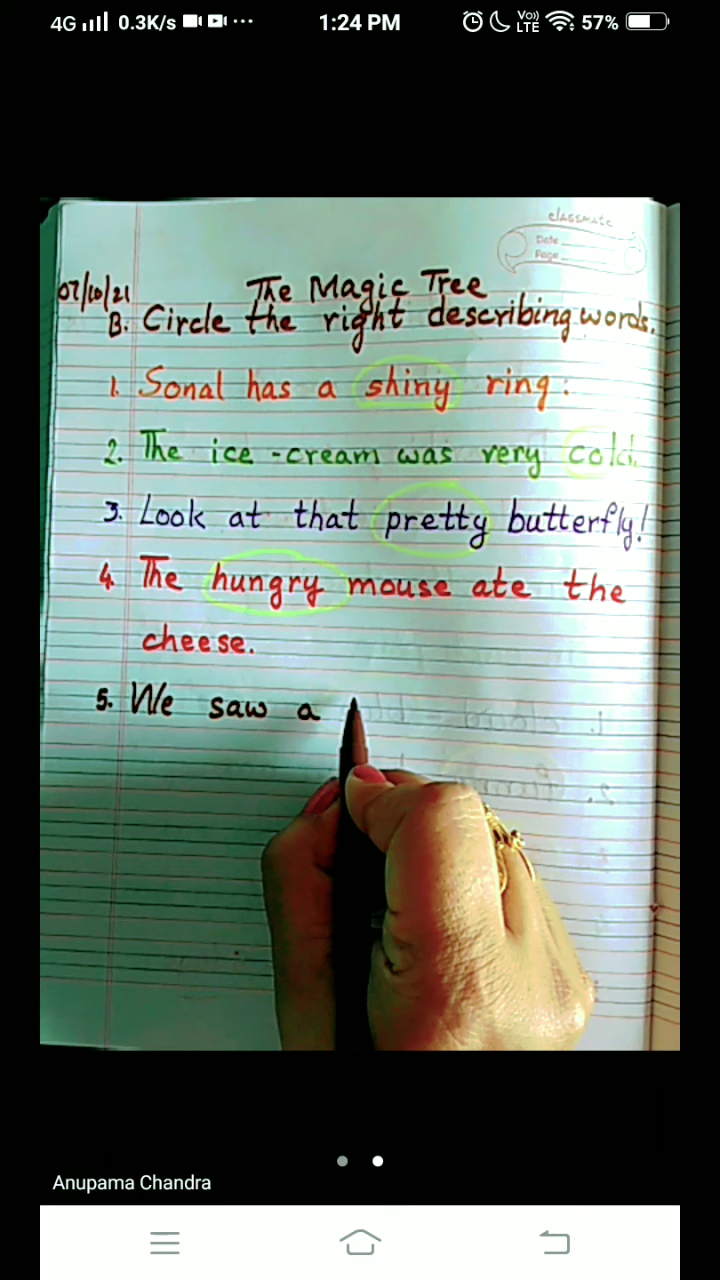 4G 0.3K/s ... 1:24 PM Vo) LTE 57%
classmate
Date
Page
07/10/21 The Magic Tree
B. Circle the right describing words.
1. Sonal has a shiny ring.
2. The ice-cream was very cold.
3. Look at that pretty butterfly!
4. The hungry mouse ate the
cheese.
5. We saw a
Anupama Chandra